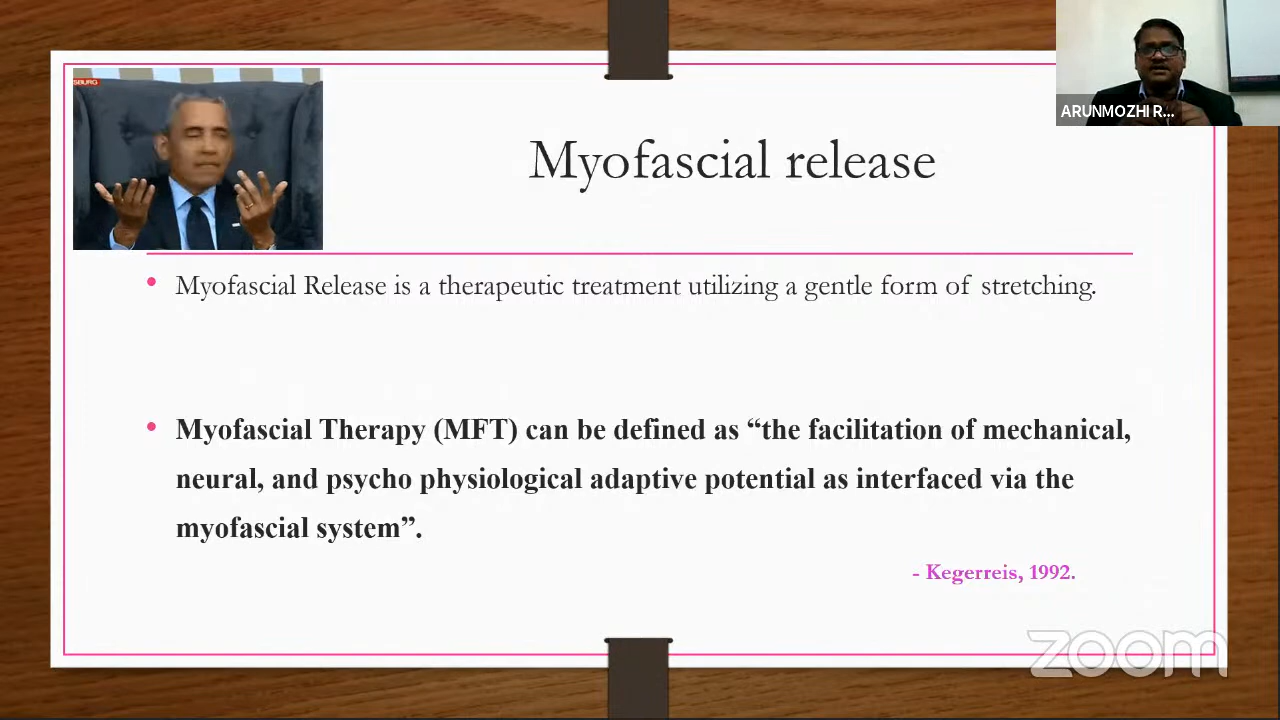 SBURG
ARUNMOZHI R...
Myofascial release
• Myofascial Release is a therapeutic treatment utilizing a gentle form of stretching.
• Myofascial Therapy (MFT) can be defined as “the facilitation of mechanical,
neural, and psycho physiological adaptive potential as interfaced via the
myofascial system”.
- Kegerreis, 1992.
zoom